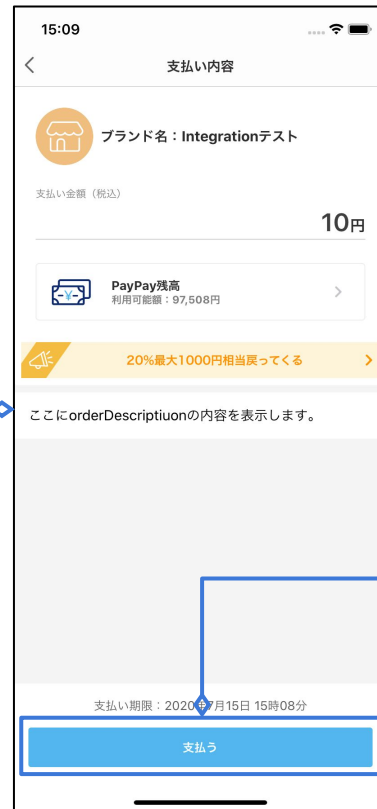 15:09
支払い内容
ブランド名：Integrationテスト
支払い金額（税込）
10円
PayPay残高
利用可能額：97,508円
20%最大1000円相当戻ってくる
ここにorderDescriptiuonの内容を表示します。
支払い期限：2020年7月15日 15時08分
支払う